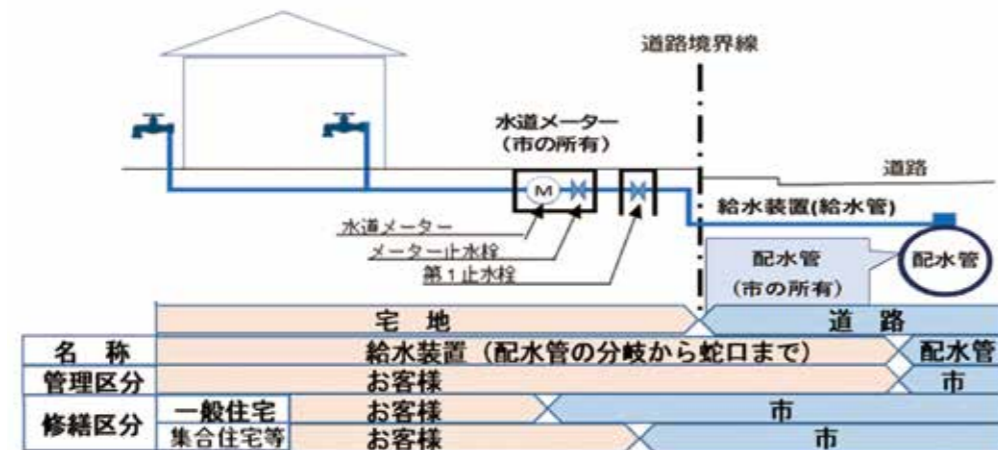 道路境界線
水道メーター
(市の所有)
道路
M
給水装置(給水管)
水道メーター
メーター止水栓
第1止水栓
配水管
(市の所有)
配水管
宅 地
道 路
名 称
給水装置（配水管の分岐から蛇口まで）
配水管
管理区分
お客様
市
修繕区分
一般住宅
お客様
市
集合住宅等
お客様
市